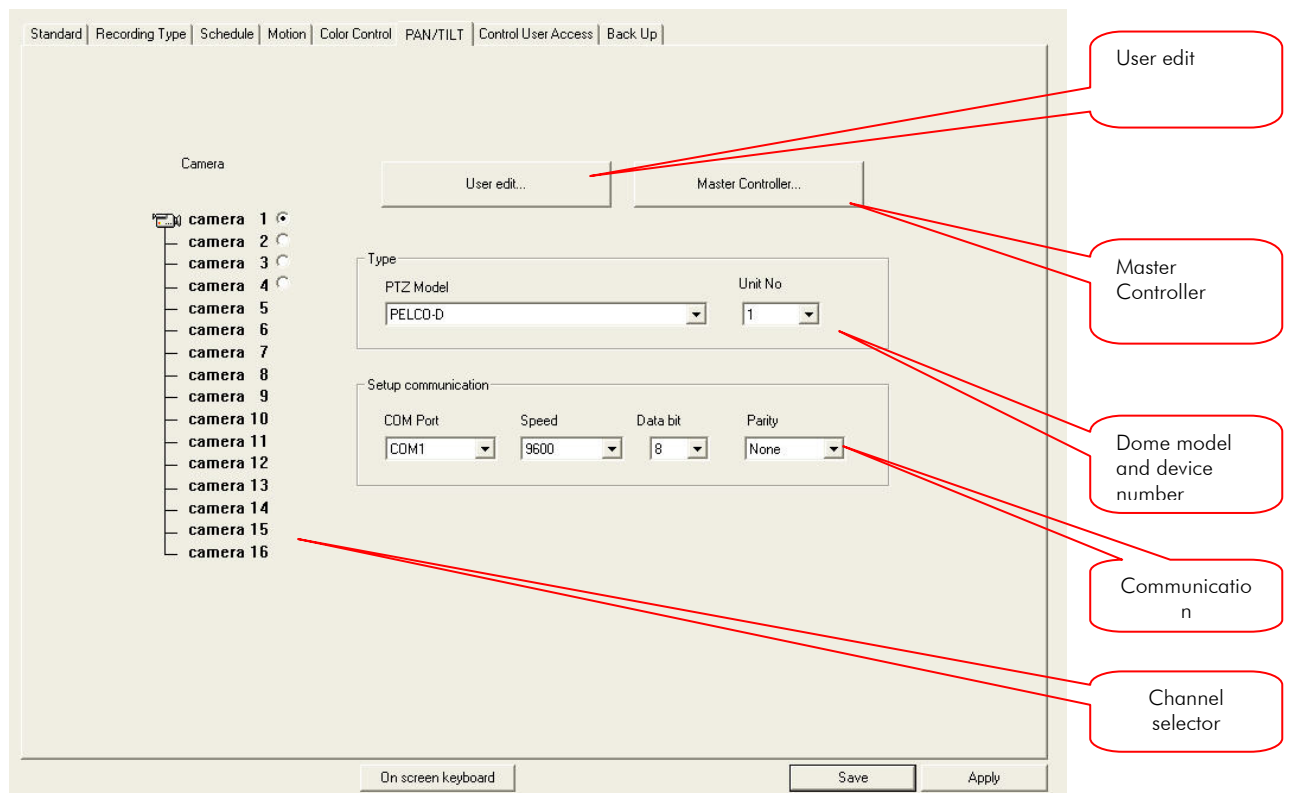 Standard Recording Type Schedule Motion Color Control PAN/TILT Control User Access Back Up
User edit
Camera
User edit...
Master Controller...
camera 1
camera 2
camera 3
camera 4
camera 5
camera 6
camera 7
camera 8
camera 9
camera 10
camera 11
camera 12
camera 13
camera 14
camera 15
camera 16
Type
PTZ Model
Unit No
PELCO-D
1
Setup communication
COM Port
Speed
Data bit
Parity
COM1
9600
8
None
Master
Controller
Dome model
and device
number
Communicatio
n
Channel
selector
On screen keyboard
Save
Apply